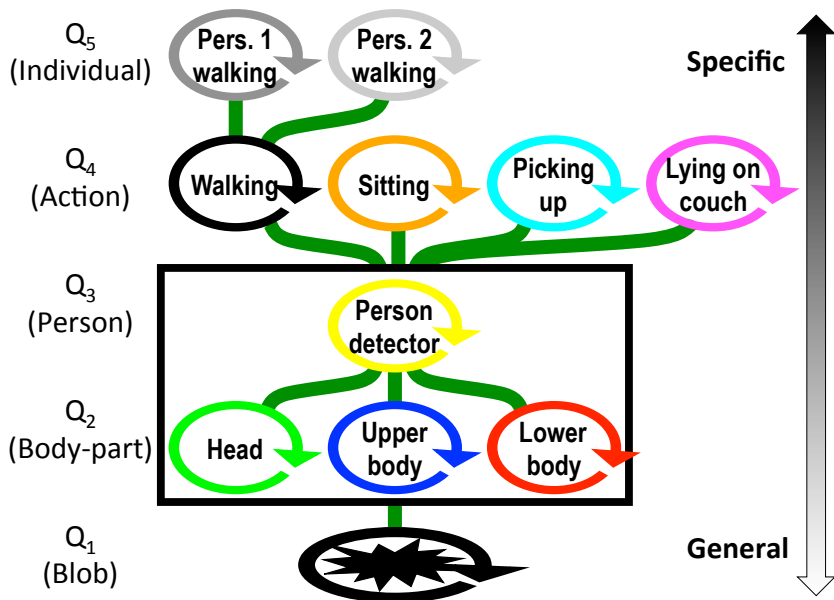 Q5
(Individual)
Pers. 1
walking
Pers. 2
walking
Specific
Q4
(Action)
Walking
Sitting
Picking
up
Lying on
couch
Q3
(Person)
Person
detector
Q2
(Body-part)
Head
Upper
body
Lower
body
Q1
(Blob)
General